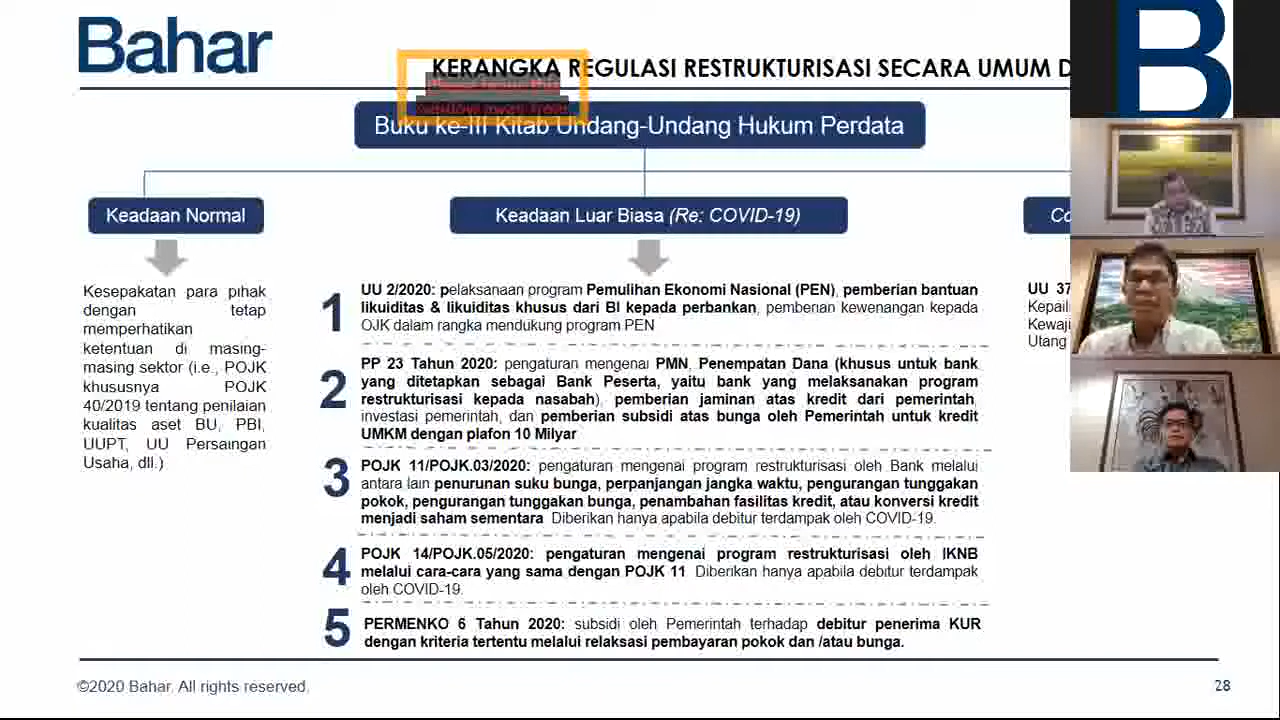 Bahar
KERANGKA REGULASI RESTRUKTURISASI SECARA UMUM D
Buku ke-III Kitab Undang-Undang Hukum Perdata
Keadaan Normal
Keadaan Luar Biasa (Re: COVID-19)
Kesepakatan para pihak
dengan tetap
memperhatikan
ketentuan di masing-
masing sektor (i.e., POJK
khususnya POJK
40/2019 tentang penilaian
kualitas aset BU, PBI,
UUPT, UU Persaingan
Usaha, dll.)
1
UU 2/2020: pelaksanaan program Pemulihan Ekonomi Nasional (PEN), pemberian bantuan
likuiditas & likuiditas khusus dari BI kepada perbankan, pemberian kewenangan kepada
OJK dalam rangka mendukung program PEN
2
PP 23 Tahun 2020: pengaturan mengenai PMN, Penempatan Dana (khusus untuk bank
yang ditetapkan sebagai Bank Peserta, yaitu bank yang melaksanakan program
restrukturisasi kepada nasabah), pemberian jaminan atas kredit dari pemerintah,
investasi pemerintah, dan pemberian subsidi atas bunga oleh Pemerintah untuk kredit
UMKM dengan plafon 10 Milyar
3
POJK 11/POJK.03/2020: pengaturan mengenai program restrukturisasi oleh Bank melalui
antara lain penurunan suku bunga, perpanjangan jangka waktu, pengurangan tunggakan
pokok, pengurangan tunggakan bunga, penambahan fasilitas kredit, atau konversi kredit
menjadi saham sementara Diberikan hanya apabila debitur terdampak oleh COVID-19.
4
POJK 14/POJK.05/2020: pengaturan mengenai program restrukturisasi oleh IKNB
melalui cara-cara yang sama dengan POJK 11 Diberikan hanya apabila debitur terdampak
oleh COVID-19.
5
PERMENKO 6 Tahun 2020: subsidi oleh Pemerintah terhadap debitur penerima KUR
dengan kriteria tertentu melalui relaksasi pembayaran pokok dan /atau bunga.
Co
UU 37
Kepail
Kewaji
Utang
B
©2020 Bahar. All rights reserved.
28